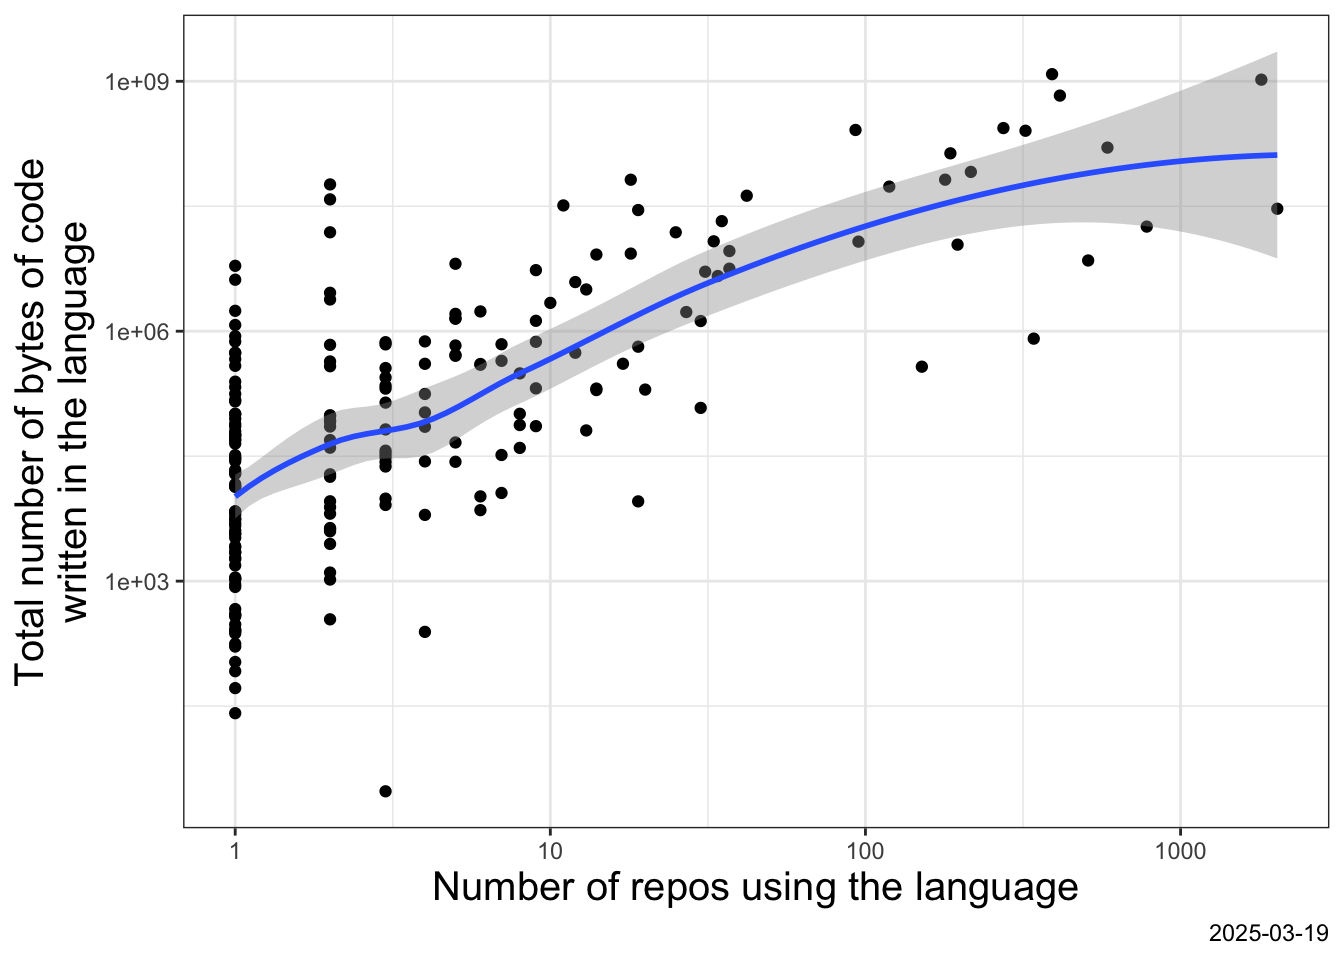 Total number of bytes of code
written in the language
1e+09
1e+06
1e+03
1
10
100
1000
Number of repos using the language
2025-03-19